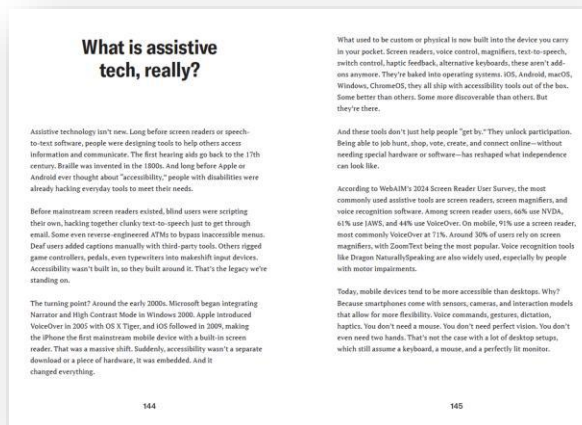 What is assistive
tech, really?
Assistive technology isn't new. Long before screen readers or speech-
to-text software, people were designing tools to help others access
information and communicate. The first hearing aids go back to the 17th
century. Braille was invented in the 1800s. And long before Apple or
Android ever thought about "accessibility," people with disabilities were
already hacking everyday tools to meet their needs.
Before mainstream screen readers existed, blind users were scripting
their own, hacking together clunky text-to-speech just to get through
email. Some even reverse-engineered ATMs to bypass inaccessible menus.
Deaf users added captions manually with third-party tools. Others rigged
game controllers, pedals, even typewriters into makeshift input devices.
Accessibility wasn't built in, so they built around it. That's the legacy we're
standing on.
The turning point? Around the early 2000s. Microsoft began integrating
Narrator and High Contrast Mode in Windows 2000. Apple introduced
VoiceOver in 2005 with OS X Tiger, and iOS followed in 2009, making
the iPhone the first mainstream mobile device with a built-in screen
reader. That was a massive shift. Suddenly, accessibility wasn't a separate
download or a piece of hardware, it was embedded. And it
changed everything.
144
What used to be custom or physical is now built into the device you carry
in your pocket. Screen readers, voice control, magnifiers, text-to-speech,
switch control, haptic feedback, alternative keyboards, these aren't add-
ons anymore. They're baked into operating systems. iOS, Android, macOS,
Windows, ChromeOS, they all ship with accessibility tools out of the box.
Some better than others. Some more discoverable than others. But
they're there.
And these tools don't just help people "get by." They unlock participation.
Being able to job hunt, shop, vote, create, and connect online—without
needing special hardware or software—has reshaped what independence
can look like.
According to WebAIM's 2024 Screen Reader User Survey, the most
commonly used assistive tools are screen readers, screen magnifiers, and
voice recognition software. Among screen reader users, 66% use NVDA,
61% use JAWS, and 44% use VoiceOver. On mobile, 91% use a screen reader,
most commonly VoiceOver at 71%. Around 30% of users rely on screen
magnifiers, with ZoomText being the most popular. Voice recognition tools
like Dragon NaturallySpeaking are also widely used, especially by people
with motor impairments.
Today, mobile devices tend to be more accessible than desktops. Why?
Because smartphones come with sensors, cameras, and interaction models
that allow for more flexibility. Voice commands, gestures, dictation,
haptics. You don't need a mouse. You don't need perfect vision. You don't
even need two hands. That's not the case with a lot of desktop setups,
which still assume a keyboard, a mouse, and a perfectly lit monitor.
145